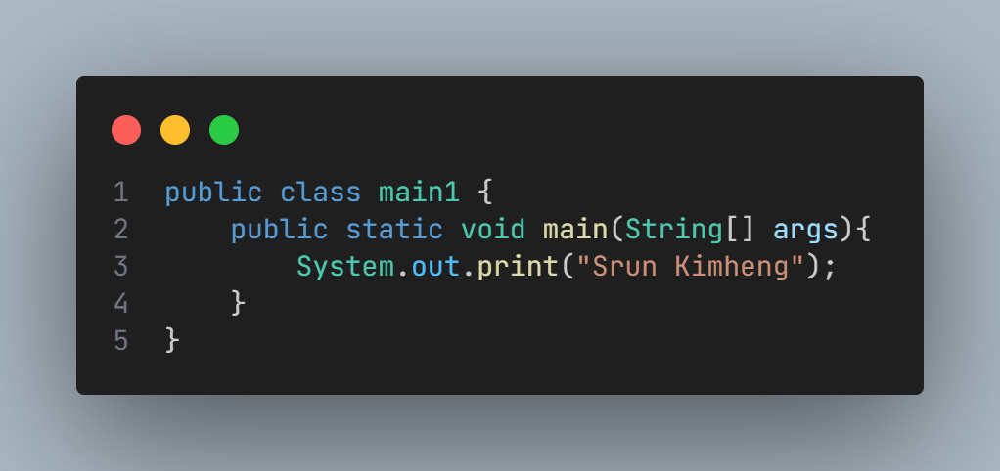 1 public class main1 {
2     public static void main(String[] args){
3         System.out.print("Srun Kimheng");
4     }
5 }